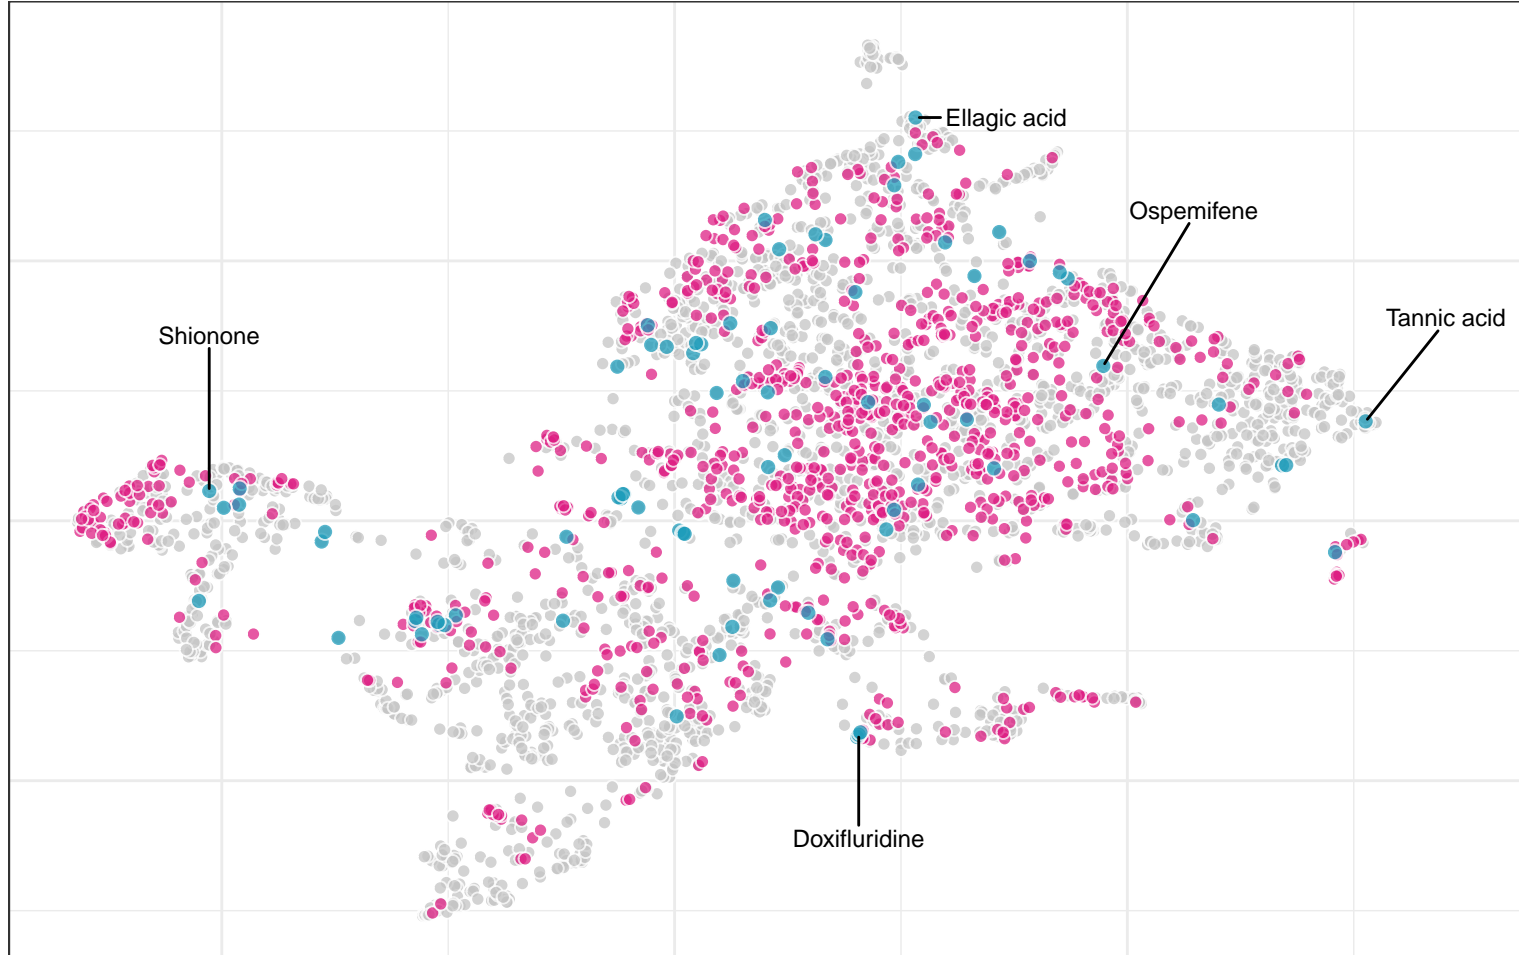 Ellagic acid
Ospemifene
Tannic acid
Shionone
Doxifluridine